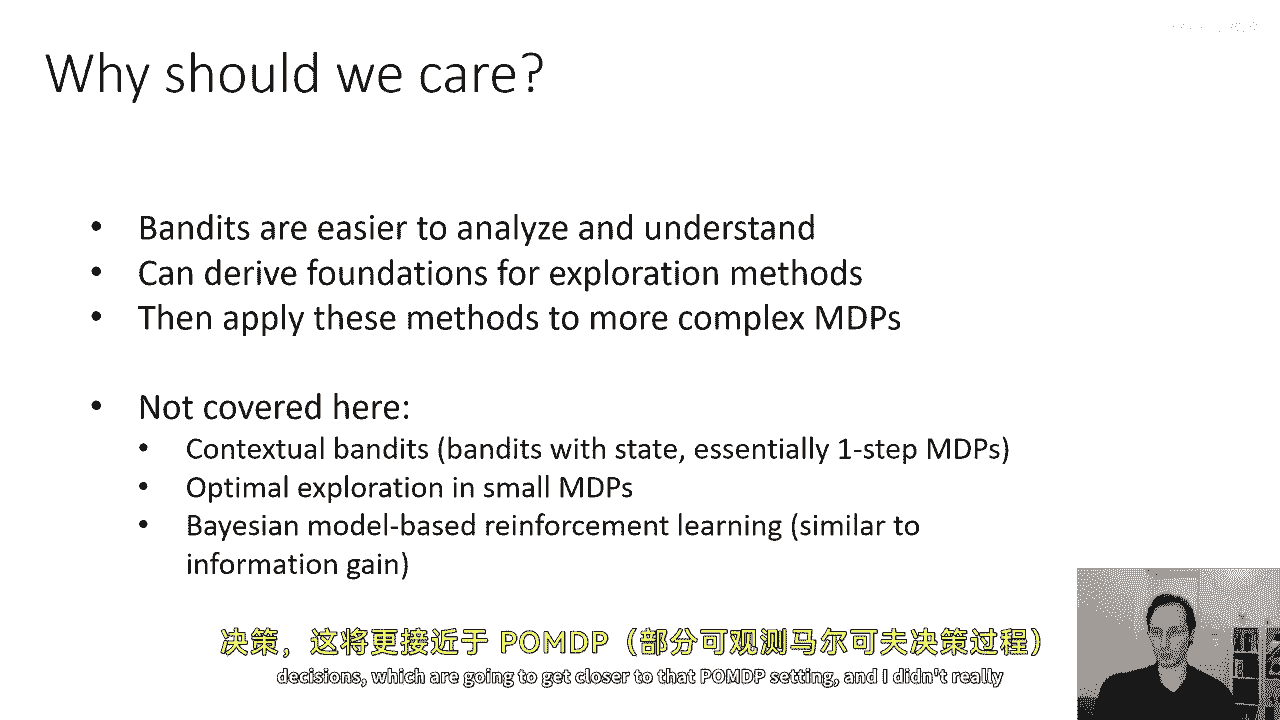 Why should we care?
• Bandits are easier to analyze and understand
• Can derive foundations for exploration methods
• Then apply these methods to more complex MDPs
• Not covered here:
• Contextual bandits (bandits with state, essentially 1-step MDPs)
• Optimal exploration in small MDPs
• Bayesian model-based reinforcement learning (similar to
information gain)
决策，这将更接近于 POMDP（部分可观测马尔可夫决策过程）
decisions, which are going to get closer to that POMDP setting, and I didn't really